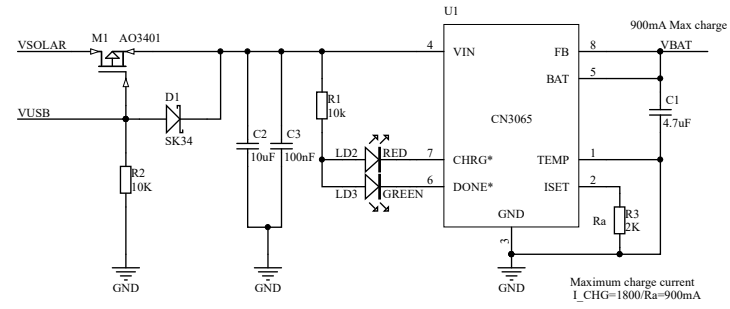 U1
900mA Max charge
M1 AO3401
VSOLAR
4 VIN
FB 8
VBAT
BAT 5
D1
VUSB
SK34
R1
10k
C1
4.7uF
CN3065
C2
10uF
C3
100nF
LD2 RED
7 CHRG*
TEMP 1
R2
10K
LD3 GREEN
6 DONE*
ISET 2
GND
3
Ra
R3
2K
GND
GND
GND
Maximum charge current
I_CHG=1800/Ra=900mA